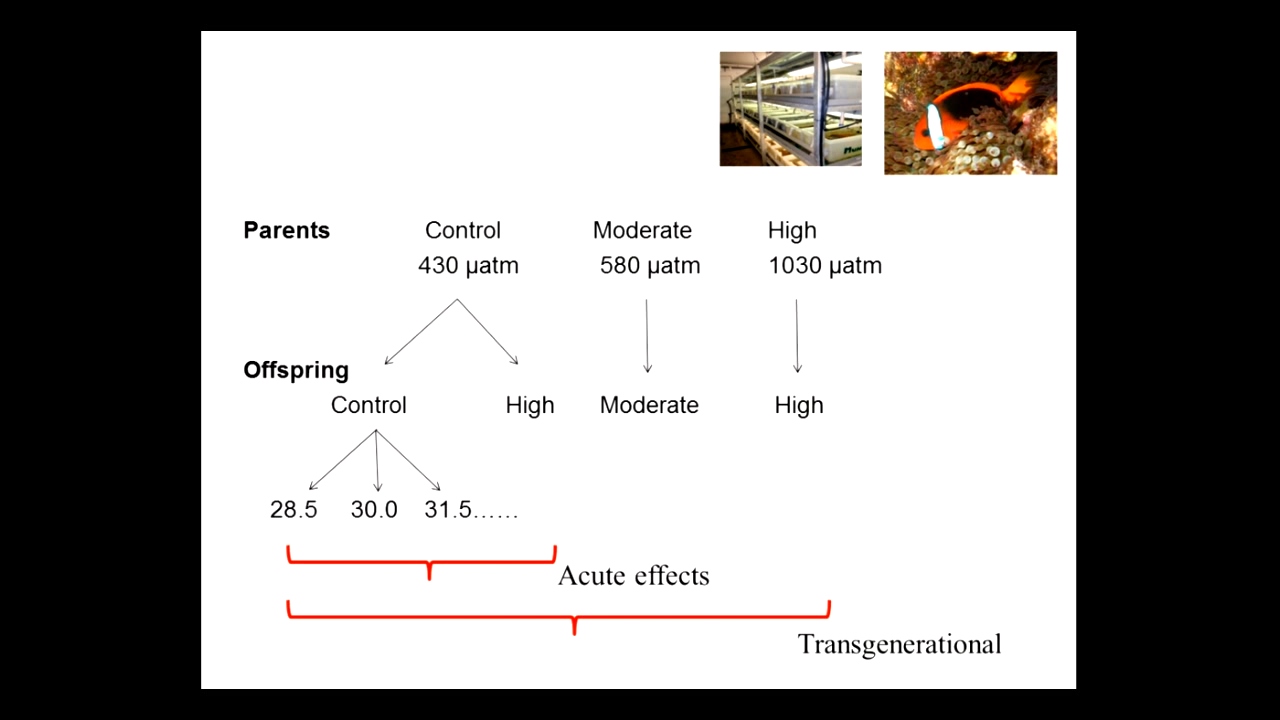 Parents Control Moderate High
430 µatm 580 µatm 1030 µatm
Offspring
Control High Moderate High
28.5 30.0 31.5......
Acute effects
Transgenerational